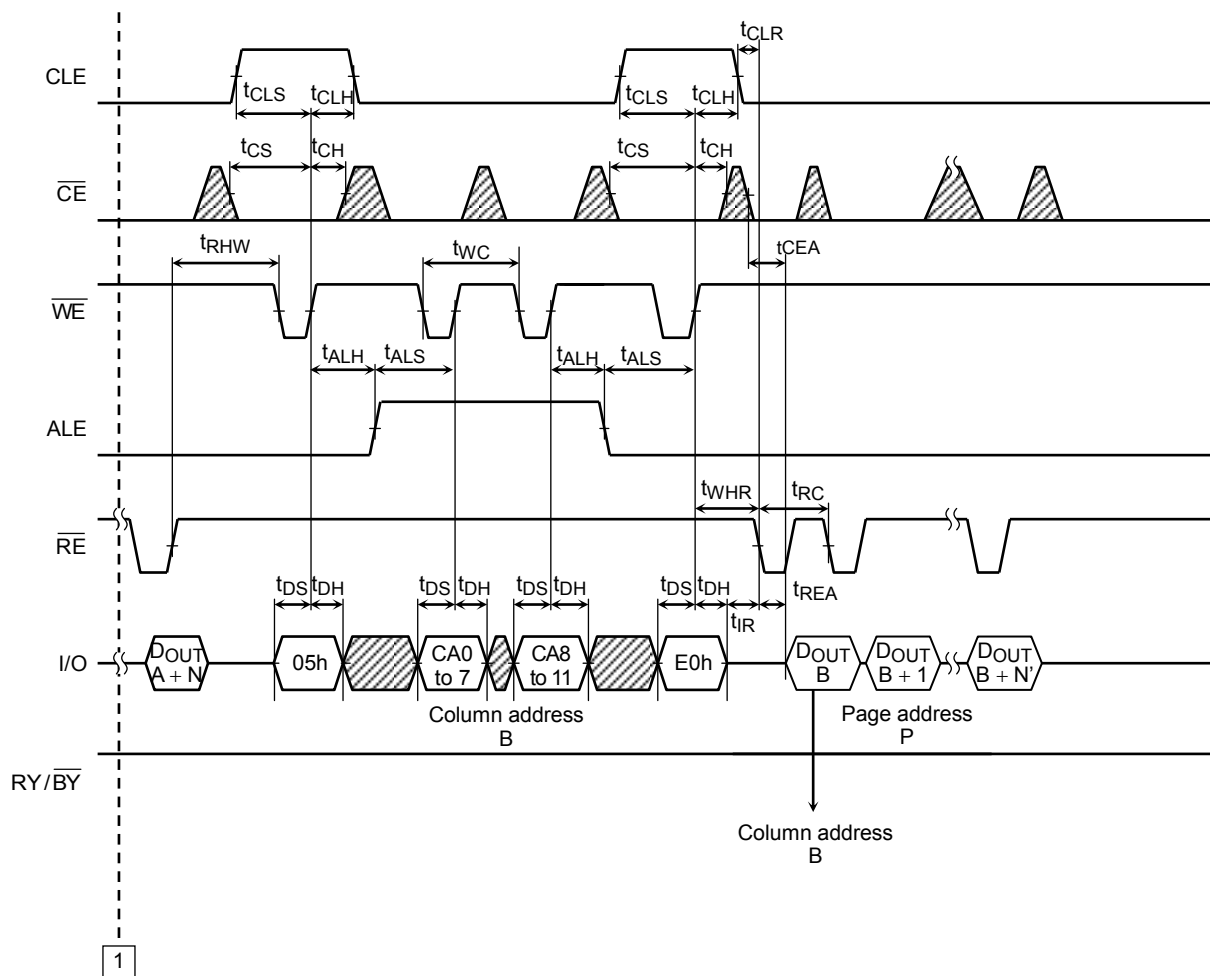 tCLR
CLE
tCLS tCLH tCLS tCLH
tCS tCH tCS tCH
CE
tRHW tWC tCEA
WE
tALH tALS tALH tALS
ALE
tWHR tRC
RE
tDS tDH tDS tDH tDS tDH tDS tDH tREA
tIR
I/O
DOUT
A + N
05h
CA0
to 7
CA8
to 11
E0h
DOUT
B
DOUT
B + 1
DOUT
B + N'
Column address
B
Page address
P
RY/BY
Column address
B
1